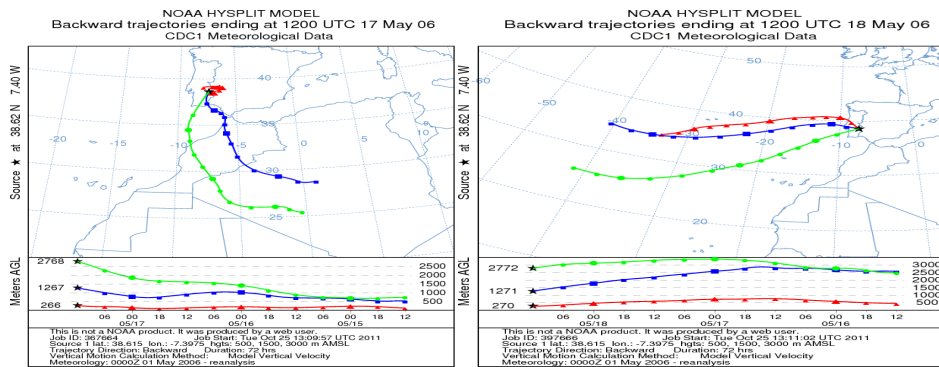 NOAA HYSPLIT MODEL
Backward trajectories ending at 1200 UTC 17 May 06
CDC1 Meteorological Data
Source ★ at 38.62 N 7.40 W
40
35
30
25
-20
-15
-10
-5
0
5
8
9
2768
1267
266
Meters AGL
2500
2000
1500
1000
500
06 00 18 12 06 00 18 12 06 00 18 12
05/17 05/16 05/15
This is not a NOAA product. It was produced by a web user.
Job ID: 367664 Job Start: Tue Oct 25 13:09:57 UTC 2011
Source 1 lat.: 38.615 lon.: -7.3975 hgts: 500, 1500, 3000 m AMSL
Trajectory Direction: Backward Duration: 72 hrs
Vertical Motion Calculation Method: Model Vertical Velocity
Meteorology: 0000Z 01 May 2006 - reanalysis
NOAA HYSPLIT MODEL
Backward trajectories ending at 1200 UTC 18 May 06
CDC1 Meteorological Data
Source ★ at 38.62 N 7.40 W
-60
-50
-40
-30
-20
-10
50
40
30
20
2772
1271
270
Meters AGL
3000
2500
2000
1500
1000
500
06 00 18 12 06 00 18 12 06 00 18 12
05/18 05/17 05/16
This is not a NOAA product. It was produced by a web user.
Job ID: 397666 Job Start: Tue Oct 25 13:11:02 UTC 2011
Source 1 lat.: 38.615 lon.: -7.3975 hgts: 500, 1500, 3000 m AMSL
Trajectory Direction: Backward Duration: 72 hrs
Vertical Motion Calculation Method: Model Vertical Velocity
Meteorology: 0000Z 01 May 2006 - reanalysis